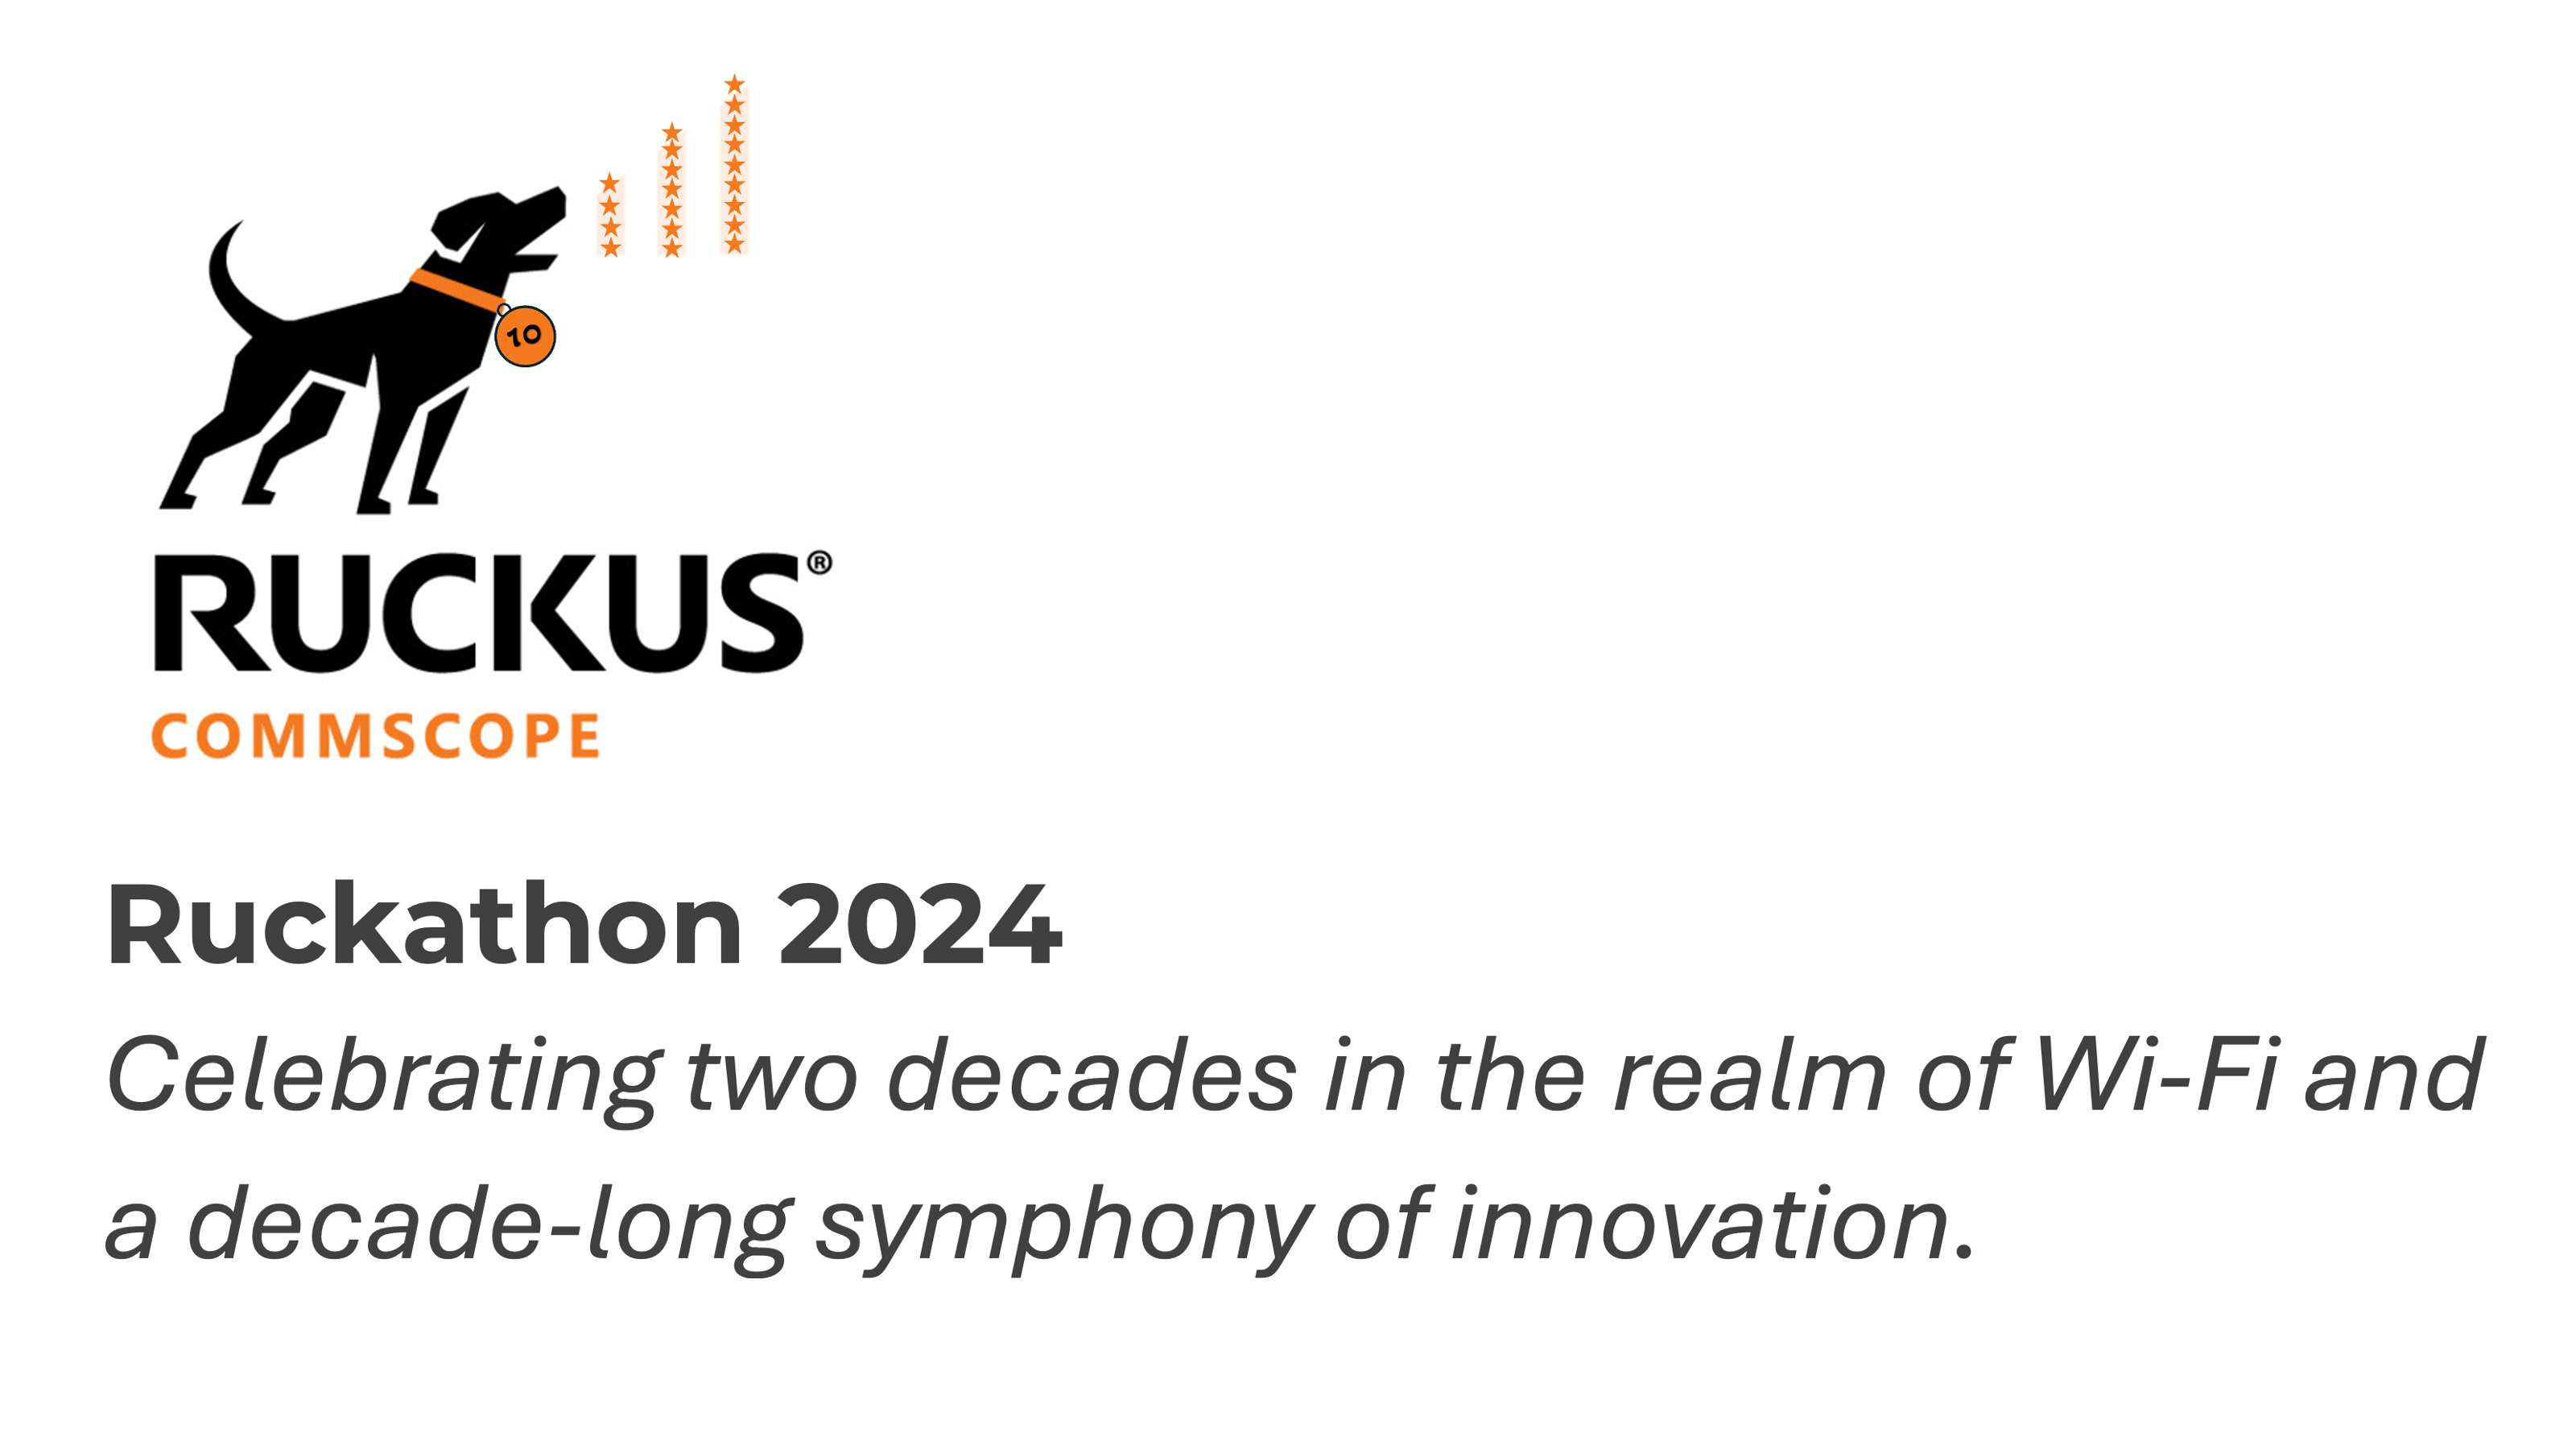 10
RUCKUS®
COMMSCOPE
Ruckathon 2024
Celebrating two decades in the realm of Wi-Fi and
a decade-long symphony of innovation.